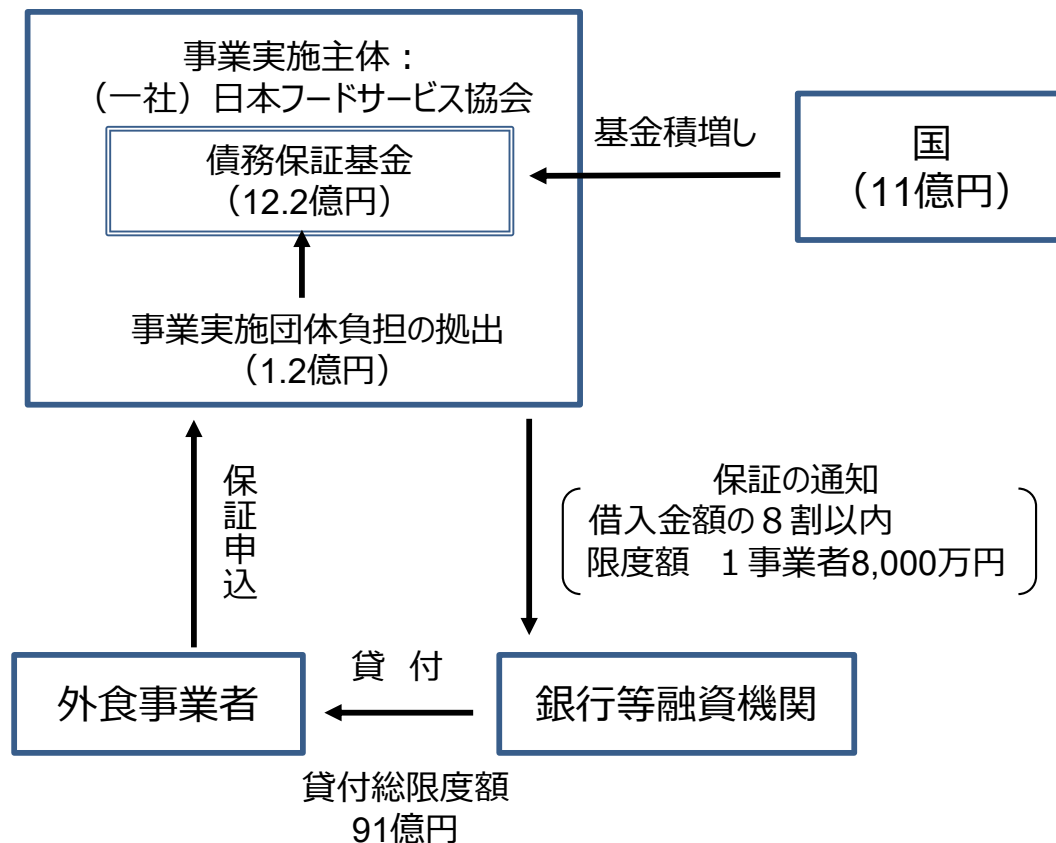 事業実施主体：
（一社）日本フードサービス協会
債務保証基金
（12.2億円）
基金積増し
国
（11億円）
事業実施団体負担の拠出
（1.2億円）
保証申込
保証の通知
借入金額の８割以内
限度額　１事業者8,000万円
外食事業者
貸　付
銀行等融資機関
貸付総限度額
91億円